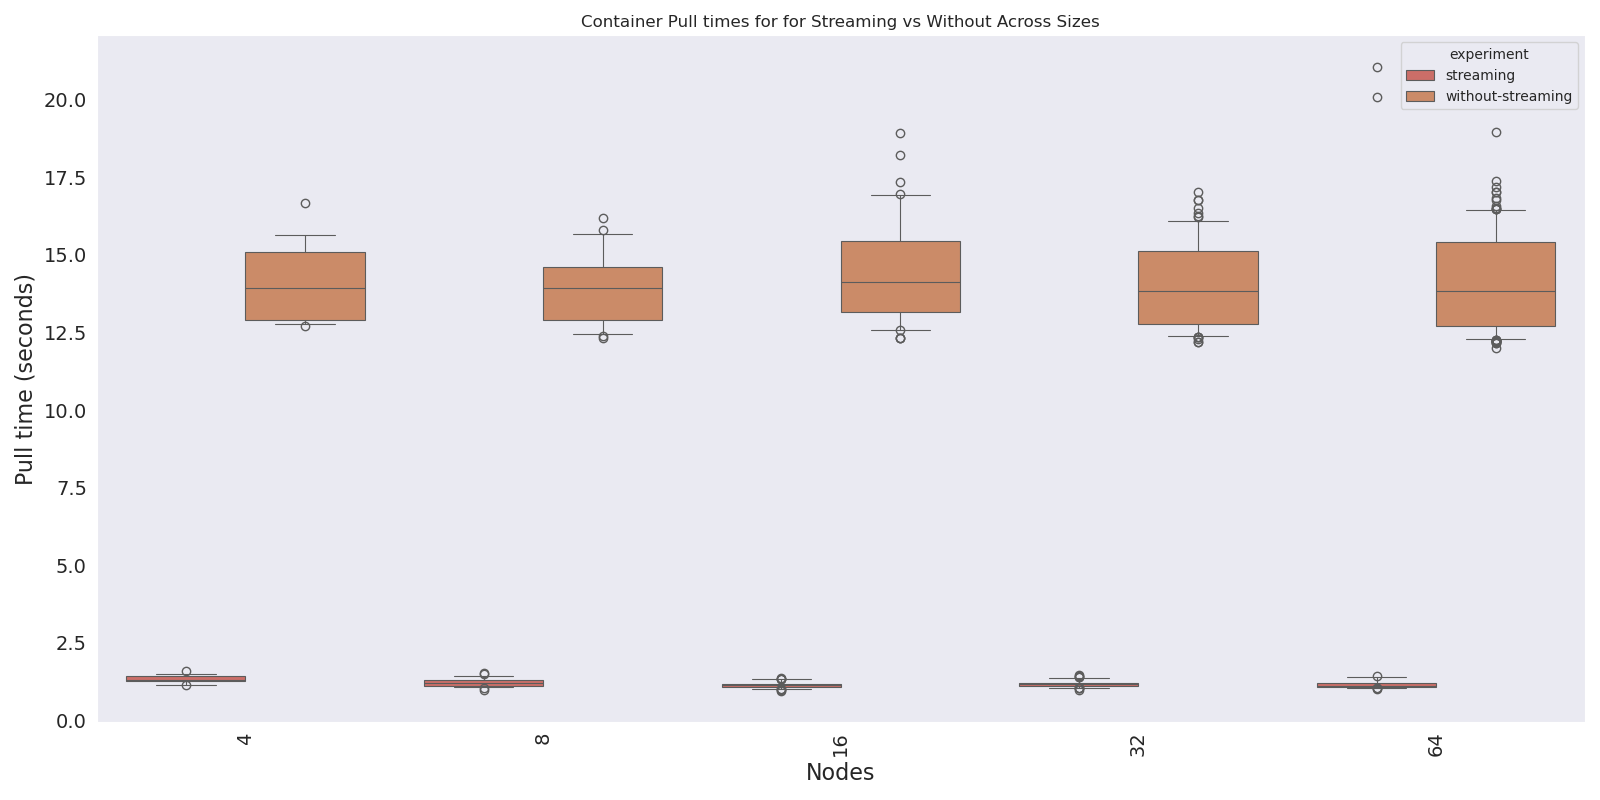 Container Pull times for for Streaming vs Without Across Sizes
experiment
streaming
without-streaming
Pull time (seconds)
20.0
17.5
15.0
12.5
10.0
7.5
5.0
2.5
0.0
4
8
16
32
64
Nodes